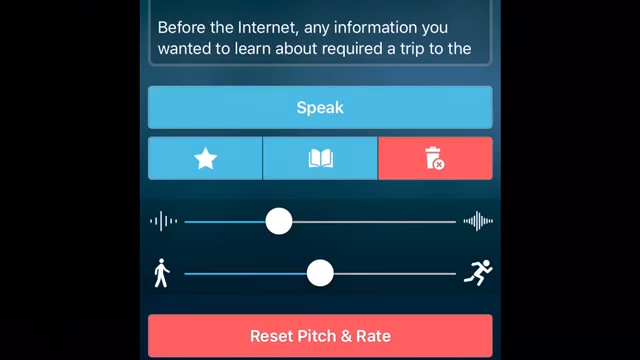 Before the Internet, any information you
wanted to learn about required a trip to the
Speak
Reset Pitch & Rate